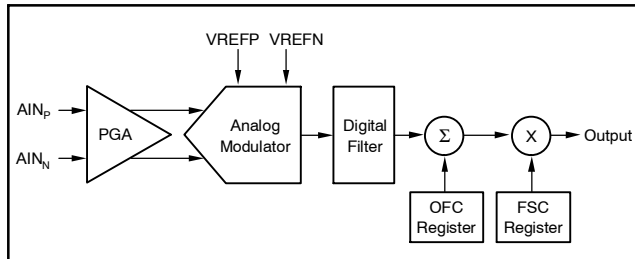 VREFP VREFN
AINP
AINN
PGA
Analog
Modulator
Digital
Filter
Σ
X
Output
OFC
Register
FSC
Register